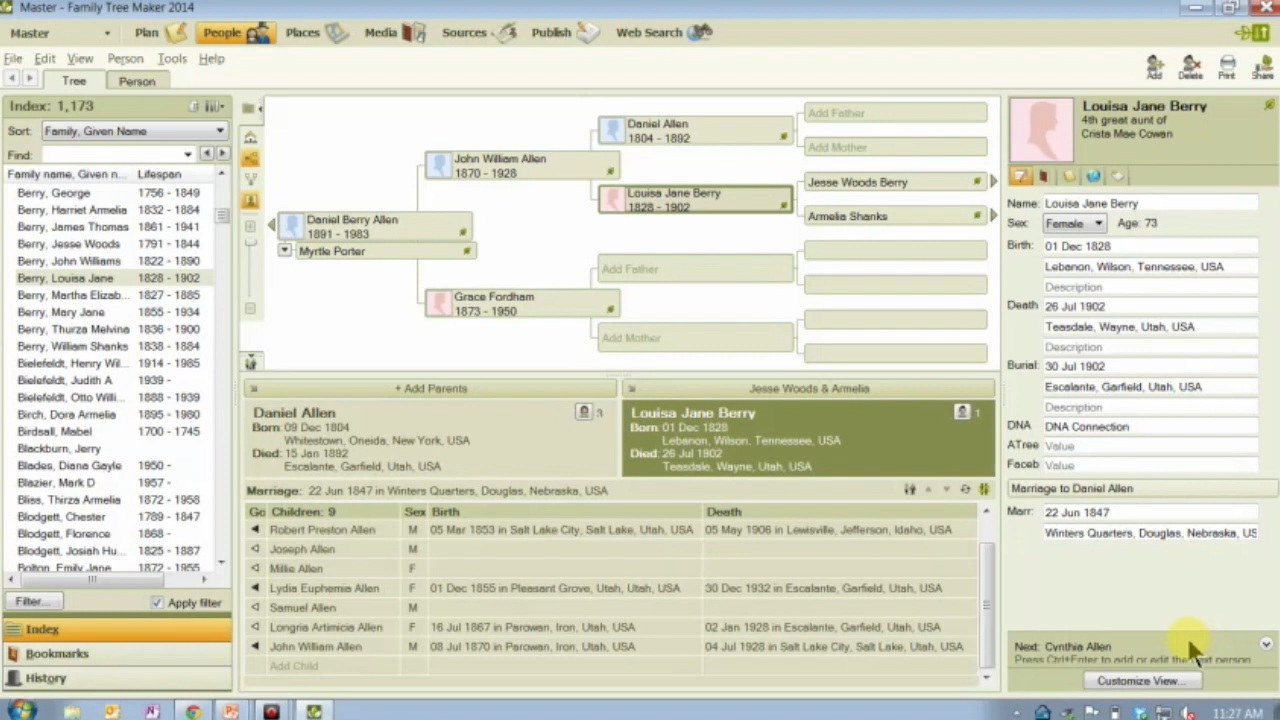 Master - Family Tree Maker 2014
Master Plan People Places Media Sources Publish Web Search
File Edit View Person Tools Help
Add Delete Print Share
Tree Person
Index: 1,173
Sort: Family, Given Name
Find:
Family name, Given n... Lifespan
Berry, George 1756 - 1849
Berry, Harriet Armelia 1832 - 1884
Berry, James Thomas 1861 - 1941
Berry, Jesse Woods 1791 - 1844
Berry, John Williams 1822 - 1890
Berry, Louisa Jane 1828 - 1902
Berry, Martha Elizab... 1827 - 1885
Berry, Mary Jane 1855 - 1934
Berry, Thurza Melvina 1836 - 1900
Berry, William Shanks 1838 - 1884
Bielefeldt, Henry Wil... 1914 - 1985
Bielefeldt, Judith A 1939 -
Bielefeldt, Otto Willi... 1888 - 1939
Birch, Dora Armelia 1895 - 1980
Birdsall, Mabel 1700 - 1745
Blackburn, Jerry
Blades, Diana Gayle 1950 -
Blazier, Mark D 1957 -
Bliss, Thirza Armelia 1872 - 1958
Blodgett, Chester 1789 - 1847
Blodgett, Florence 1868 -
Blodgett, Josiah Hu... 1825 - 1887
Bolton, Emily Jane 1872 - 1955
Filter... Apply filter
Index
Bookmarks
History
Daniel Berry Allen
1891 - 1983
Myrtle Porter
John William Allen
1870 - 1928
Grace Fordham
1873 - 1950
Daniel Allen
1804 - 1892
Louisa Jane Berry
1828 - 1902
Add Father
Add Mother
Add Father
Add Mother
Jesse Woods Berry
Armelia Shanks
+ Add Parents
Jesse Woods & Armelia
Daniel Allen 3
Born: 09 Dec 1804
Whitestown, Oneida, New York, USA
Died: 15 Jan 1892
Escalante, Garfield, Utah, USA
Louisa Jane Berry 1
Born: 01 Dec 1828
Lebanon, Wilson, Tennessee, USA
Died: 26 Jul 1902
Teasdale, Wayne, Utah, USA
Marriage: 22 Jun 1847 in Winters Quarters, Douglas, Nebraska, USA
Go Children: 9 Sex Birth Death
Robert Preston Allen M 05 Mar 1853 in Salt Lake City, Salt Lake, Utah, USA 05 May 1906 in Lewisville, Jefferson, Idaho, USA
Joseph Allen M
Millie Allen F
Lydia Euphemia Allen F 01 Dec 1855 in Pleasant Grove, Utah, USA 30 Dec 1932 in Escalante, Garfield, Utah, USA
Samuel Allen M
Longria Artimicia Allen F 16 Jul 1867 in Parowan, Iron, Utah, USA 02 Jan 1928 in Escalante, Garfield, Utah, USA
John William Allen M 08 Jul 1870 in Parowan, Iron, Utah, USA 04 Jul 1928 in Salt Lake City, Salt Lake, Utah, USA
Add Child
Louisa Jane Berry
4th great aunt of
Crista Mae Cowan
Name: Louisa Jane Berry
Sex: Female Age: 73
Birth: 01 Dec 1828
Lebanon, Wilson, Tennessee, USA
Description
Death 26 Jul 1902
Teasdale, Wayne, Utah, USA
Description
Burial: 30 Jul 1902
Escalante, Garfield, Utah, USA
Description
DNA DNA Connection
ATree Value
Faceb Value
Marriage to Daniel Allen
Marr: 22 Jun 1847
Winters Quarters, Douglas, Nebraska, US
Next: Cynthia Allen
Press Ctrl+Enter to add or edit the next person
Customize View...
11:27 AM